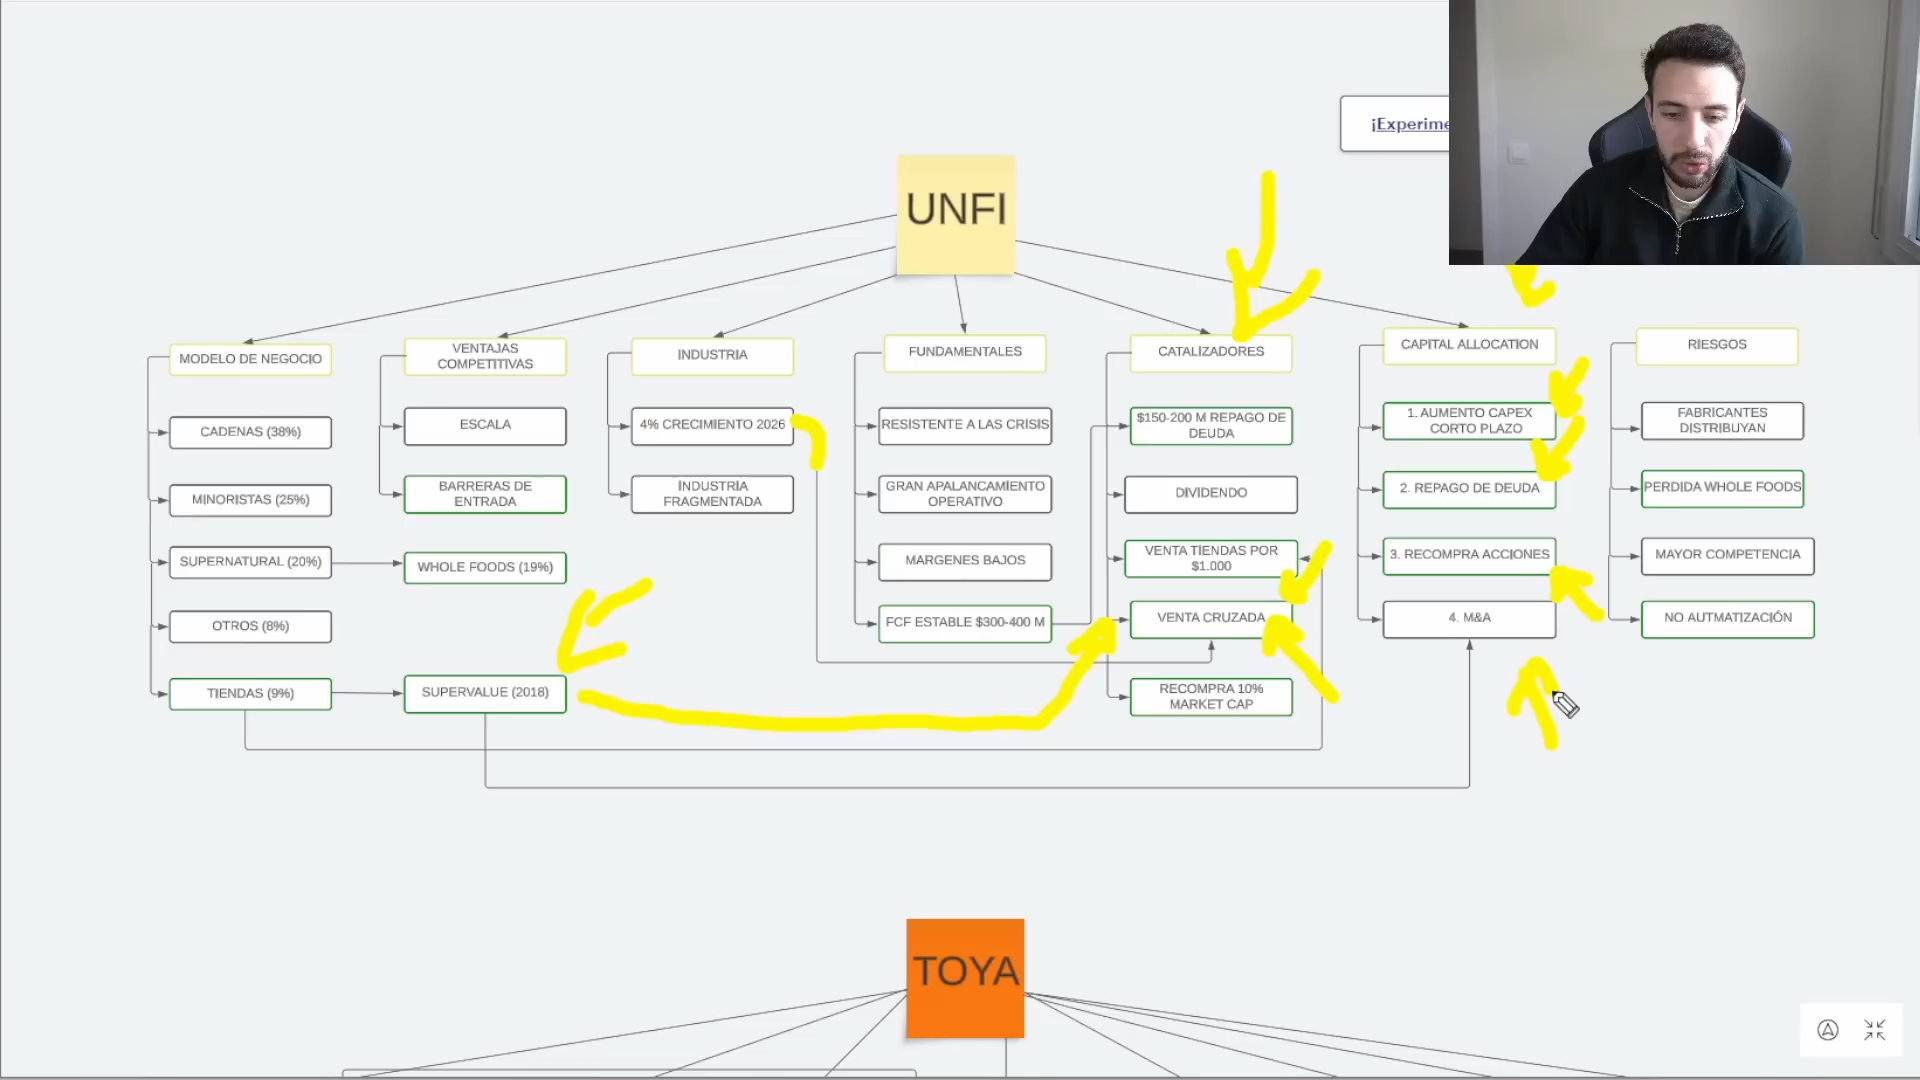 ¡Experime
UNFI
MODELO DE NEGOCIO
CADENAS (38%)
MINORISTAS (25%)
SUPERNATURAL (20%)
OTROS (8%)
TIENDAS (9%)
VENTAJAS
COMPETITIVAS
ESCALA
BARRERAS DE
ENTRADA
WHOLE FOODS (19%)
SUPERVALUE (2018)
INDUSTRIA
4% CRECIMIENTO 2026
INDUSTRIA
FRAGMENTADA
FUNDAMENTALES
RESISTENTE A LAS CRISIS
GRAN APALANCAMIENTO
OPERATIVO
MARGENES BAJOS
FCF ESTABLE $300-400 M
CATALIZADORES
$150-200 M REPAGO DE
DEUDA
DIVIDENDO
VENTA TIENDAS POR
$1.000
VENTA CRUZADA
RECOMPRA 10%
MARKET CAP
CAPITAL ALLOCATION
1. AUMENTO CAPEX
CORTO PLAZO
2. REPAGO DE DEUDA
3. RECOMPRA ACCIONES
4. M&A
RIESGOS
FABRICANTES
DISTRIBUYAN
PERDIDA WHOLE FOODS
MAYOR COMPETENCIA
NO AUTMATIZACIÓN
TOYA